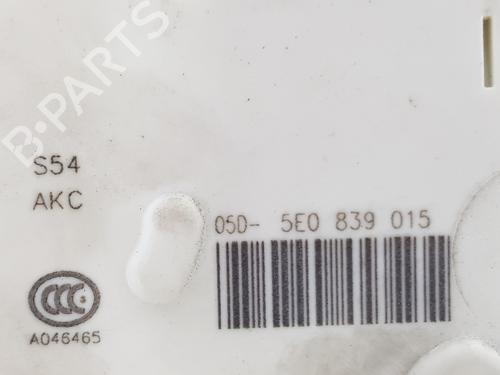 B-PARTS
S54
AKC
05D- 5E0 839 015
CCC
A046465